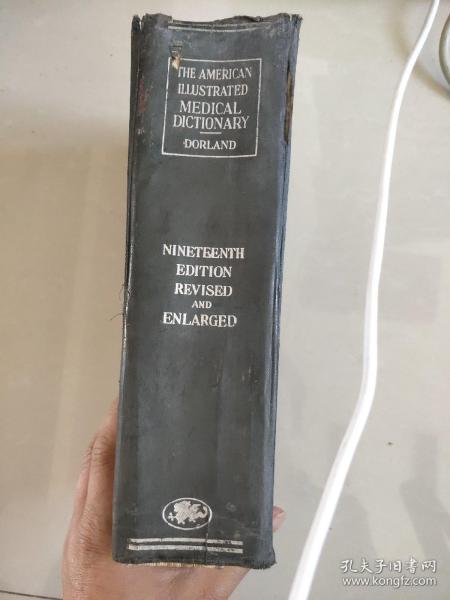 THE AMERICAN
ILLUSTRATED
MEDICAL
DICTIONARY
DORLAND
NINETEENTH
EDITION
REVISED
AND
ENLARGED
孔夫子旧书网
www.kongfz.com